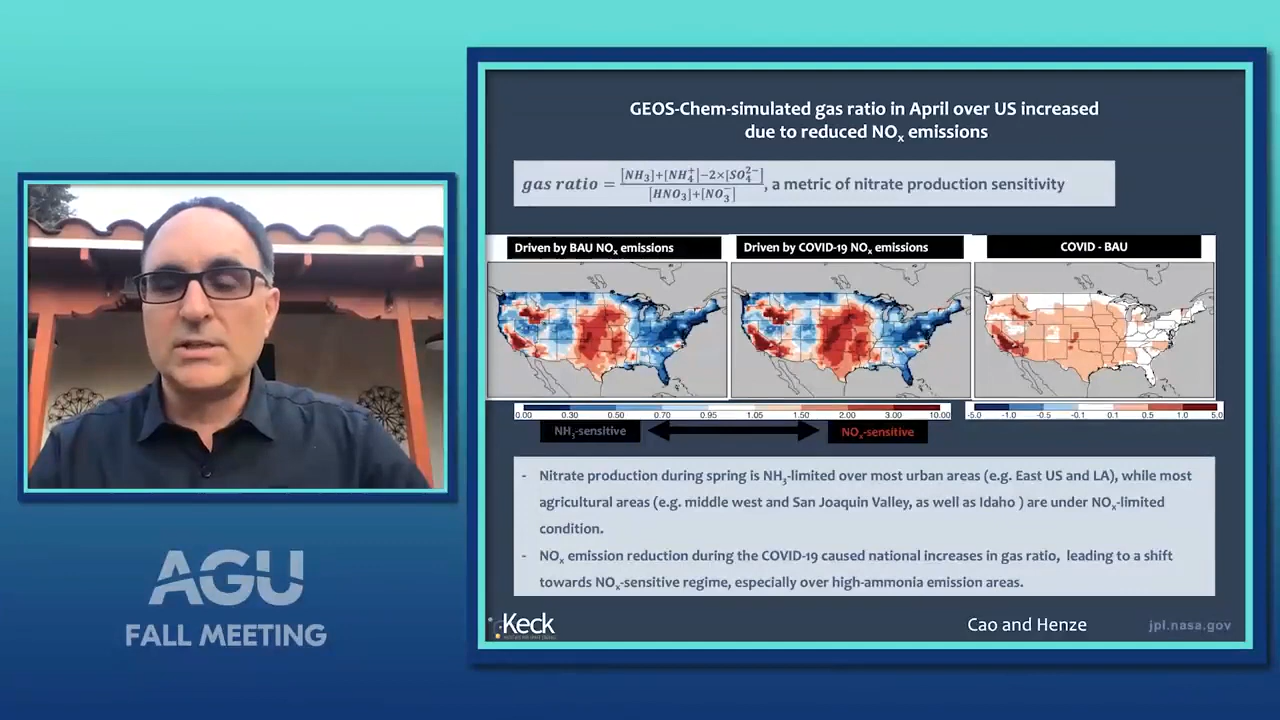 GEOS-Chem-simulated gas ratio in April over US increased
due to reduced NOₓ emissions
gas ratio = [NH₃]+[NH₄⁺]−2×[SO₄²⁻] / [HNO₃]+[NO₃⁻], a metric of nitrate production sensitivity
Driven by BAU NOₓ emissions
Driven by COVID-19 NOₓ emissions
COVID - BAU
0.00 0.30 0.50 0.70 0.95 1.05 1.50 2.00 3.00 10.00
-5.0 -1.0 -0.5 -0.1 0.1 0.5 1.0 5.0
NH₃-sensitive
NOₓ-sensitive
- Nitrate production during spring is NH₃-limited over most urban areas (e.g. East US and LA), while most
agricultural areas (e.g. middle west and San Joaquin Valley, as well as Idaho ) are under NOₓ-limited
condition.
- NOₓ emission reduction during the COVID-19 caused national increases in gas ratio, leading to a shift
towards NOₓ-sensitive regime, especially over high-ammonia emission areas.
Keck
Cao and Henze
jpl.nasa.gov
AGU
FALL MEETING